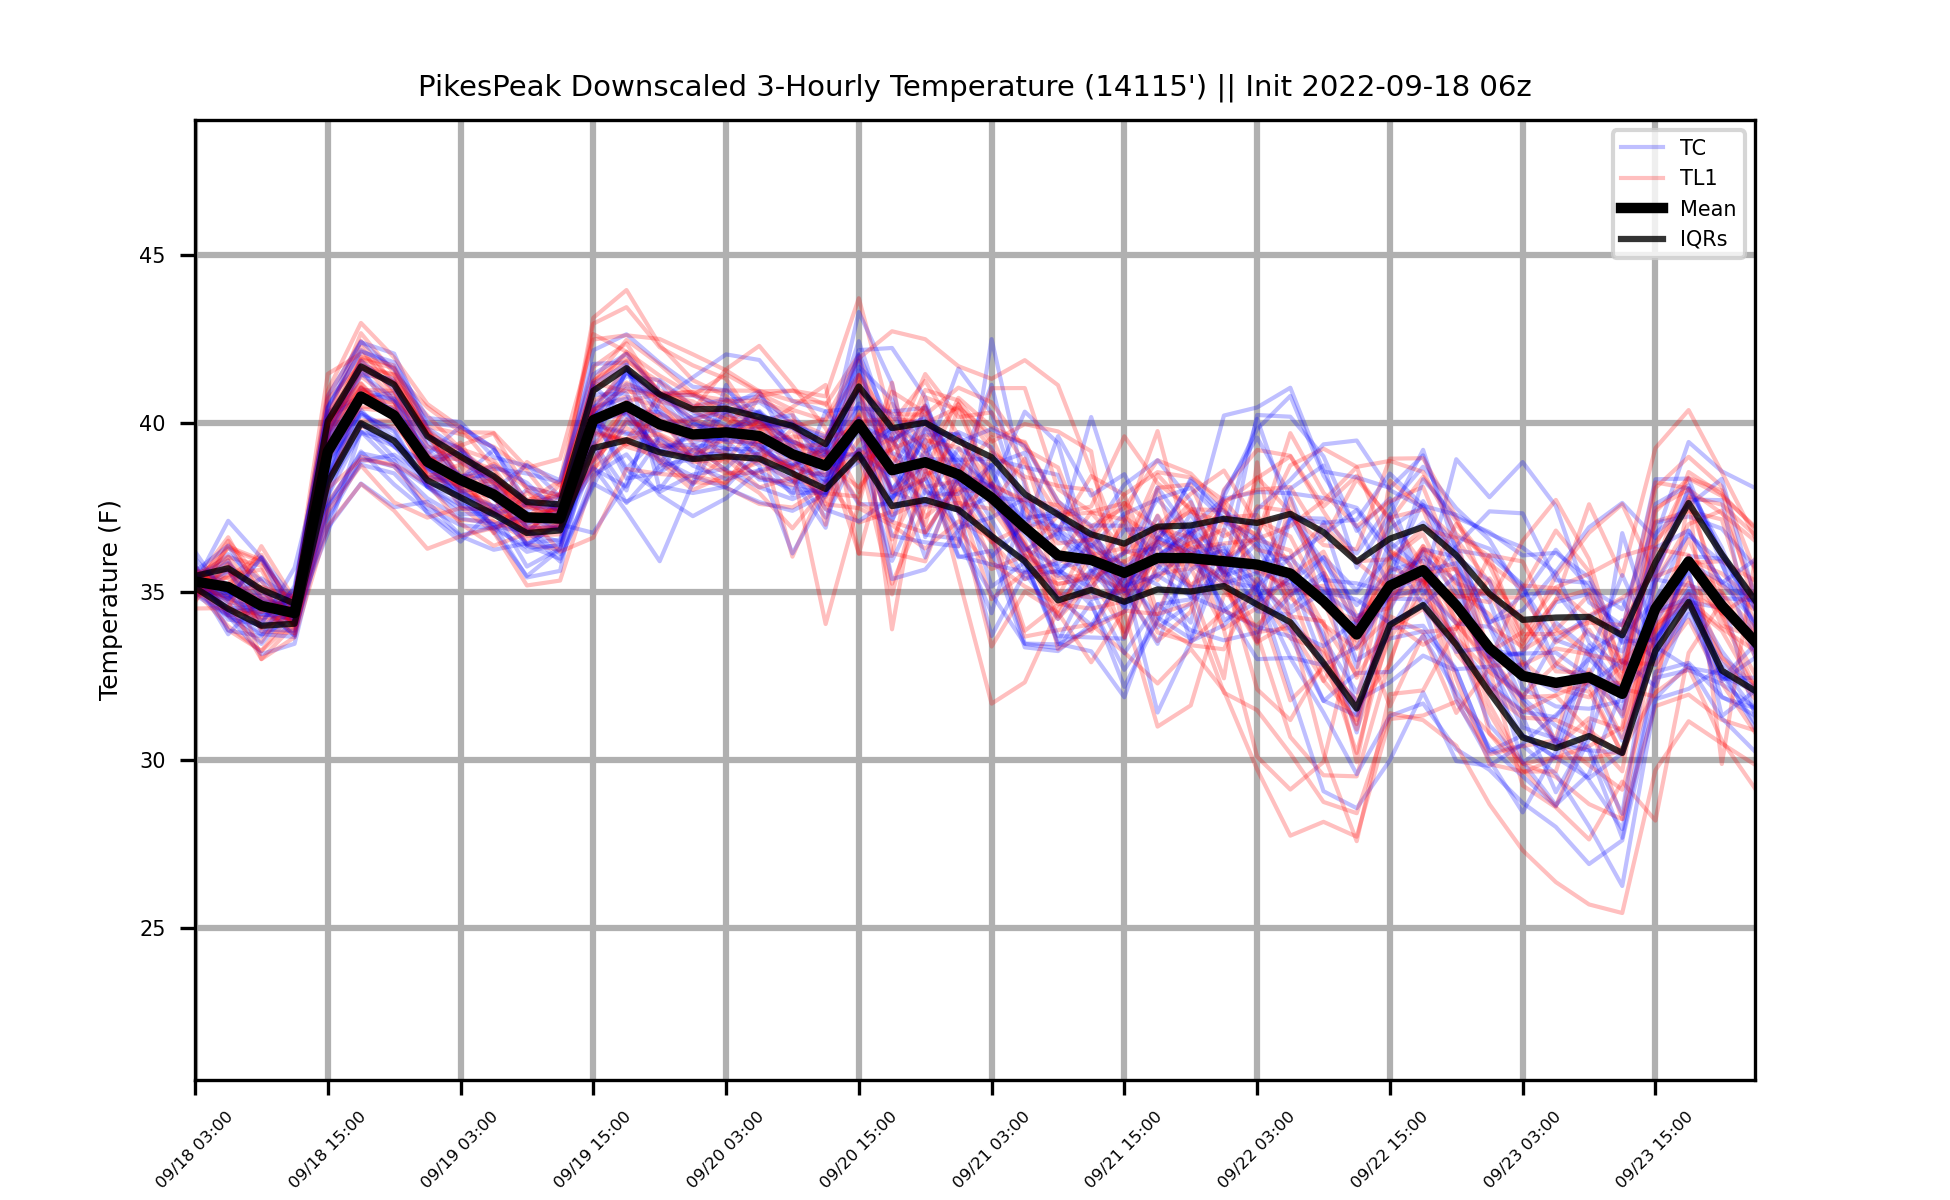 PikesPeak Downscaled 3-Hourly Temperature (14115') || Init 2022-09-18 06z
TC
TL1
Mean
IQRs
Temperature (F)
45
40
35
30
25
09/18 03:00
09/18 15:00
09/19 03:00
09/19 15:00
09/20 03:00
09/20 15:00
09/21 03:00
09/21 15:00
09/22 03:00
09/22 15:00
09/23 03:00
09/23 15:00